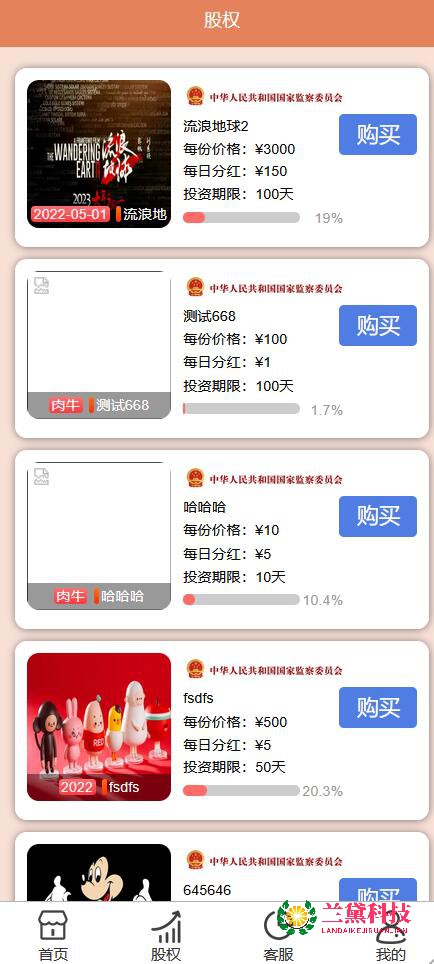 股权
中华人民共和国国家监察委员会
流浪地球2
购买
每份价格：¥3000
每日分红：¥150
投资期限：100天
19%
THE WANDERING EARTH
流浪地球
2023
2022-05-01 流浪地
中华人民共和国国家监察委员会
测试668
购买
每份价格：¥100
每日分红：¥1
投资期限：100天
1.7%
肉牛 测试668
中华人民共和国国家监察委员会
哈哈哈
购买
每份价格：¥10
每日分红：¥5
投资期限：10天
10.4%
肉牛 哈哈哈
中华人民共和国国家监察委员会
fsdfs
购买
每份价格：¥500
每日分红：¥5
投资期限：50天
20.3%
RED
2022 fsdfs
中华人民共和国国家监察委员会
645646
购买
兰黛科技
LANDAIKEJIGUANJIAN
首页
股权
客服
我的